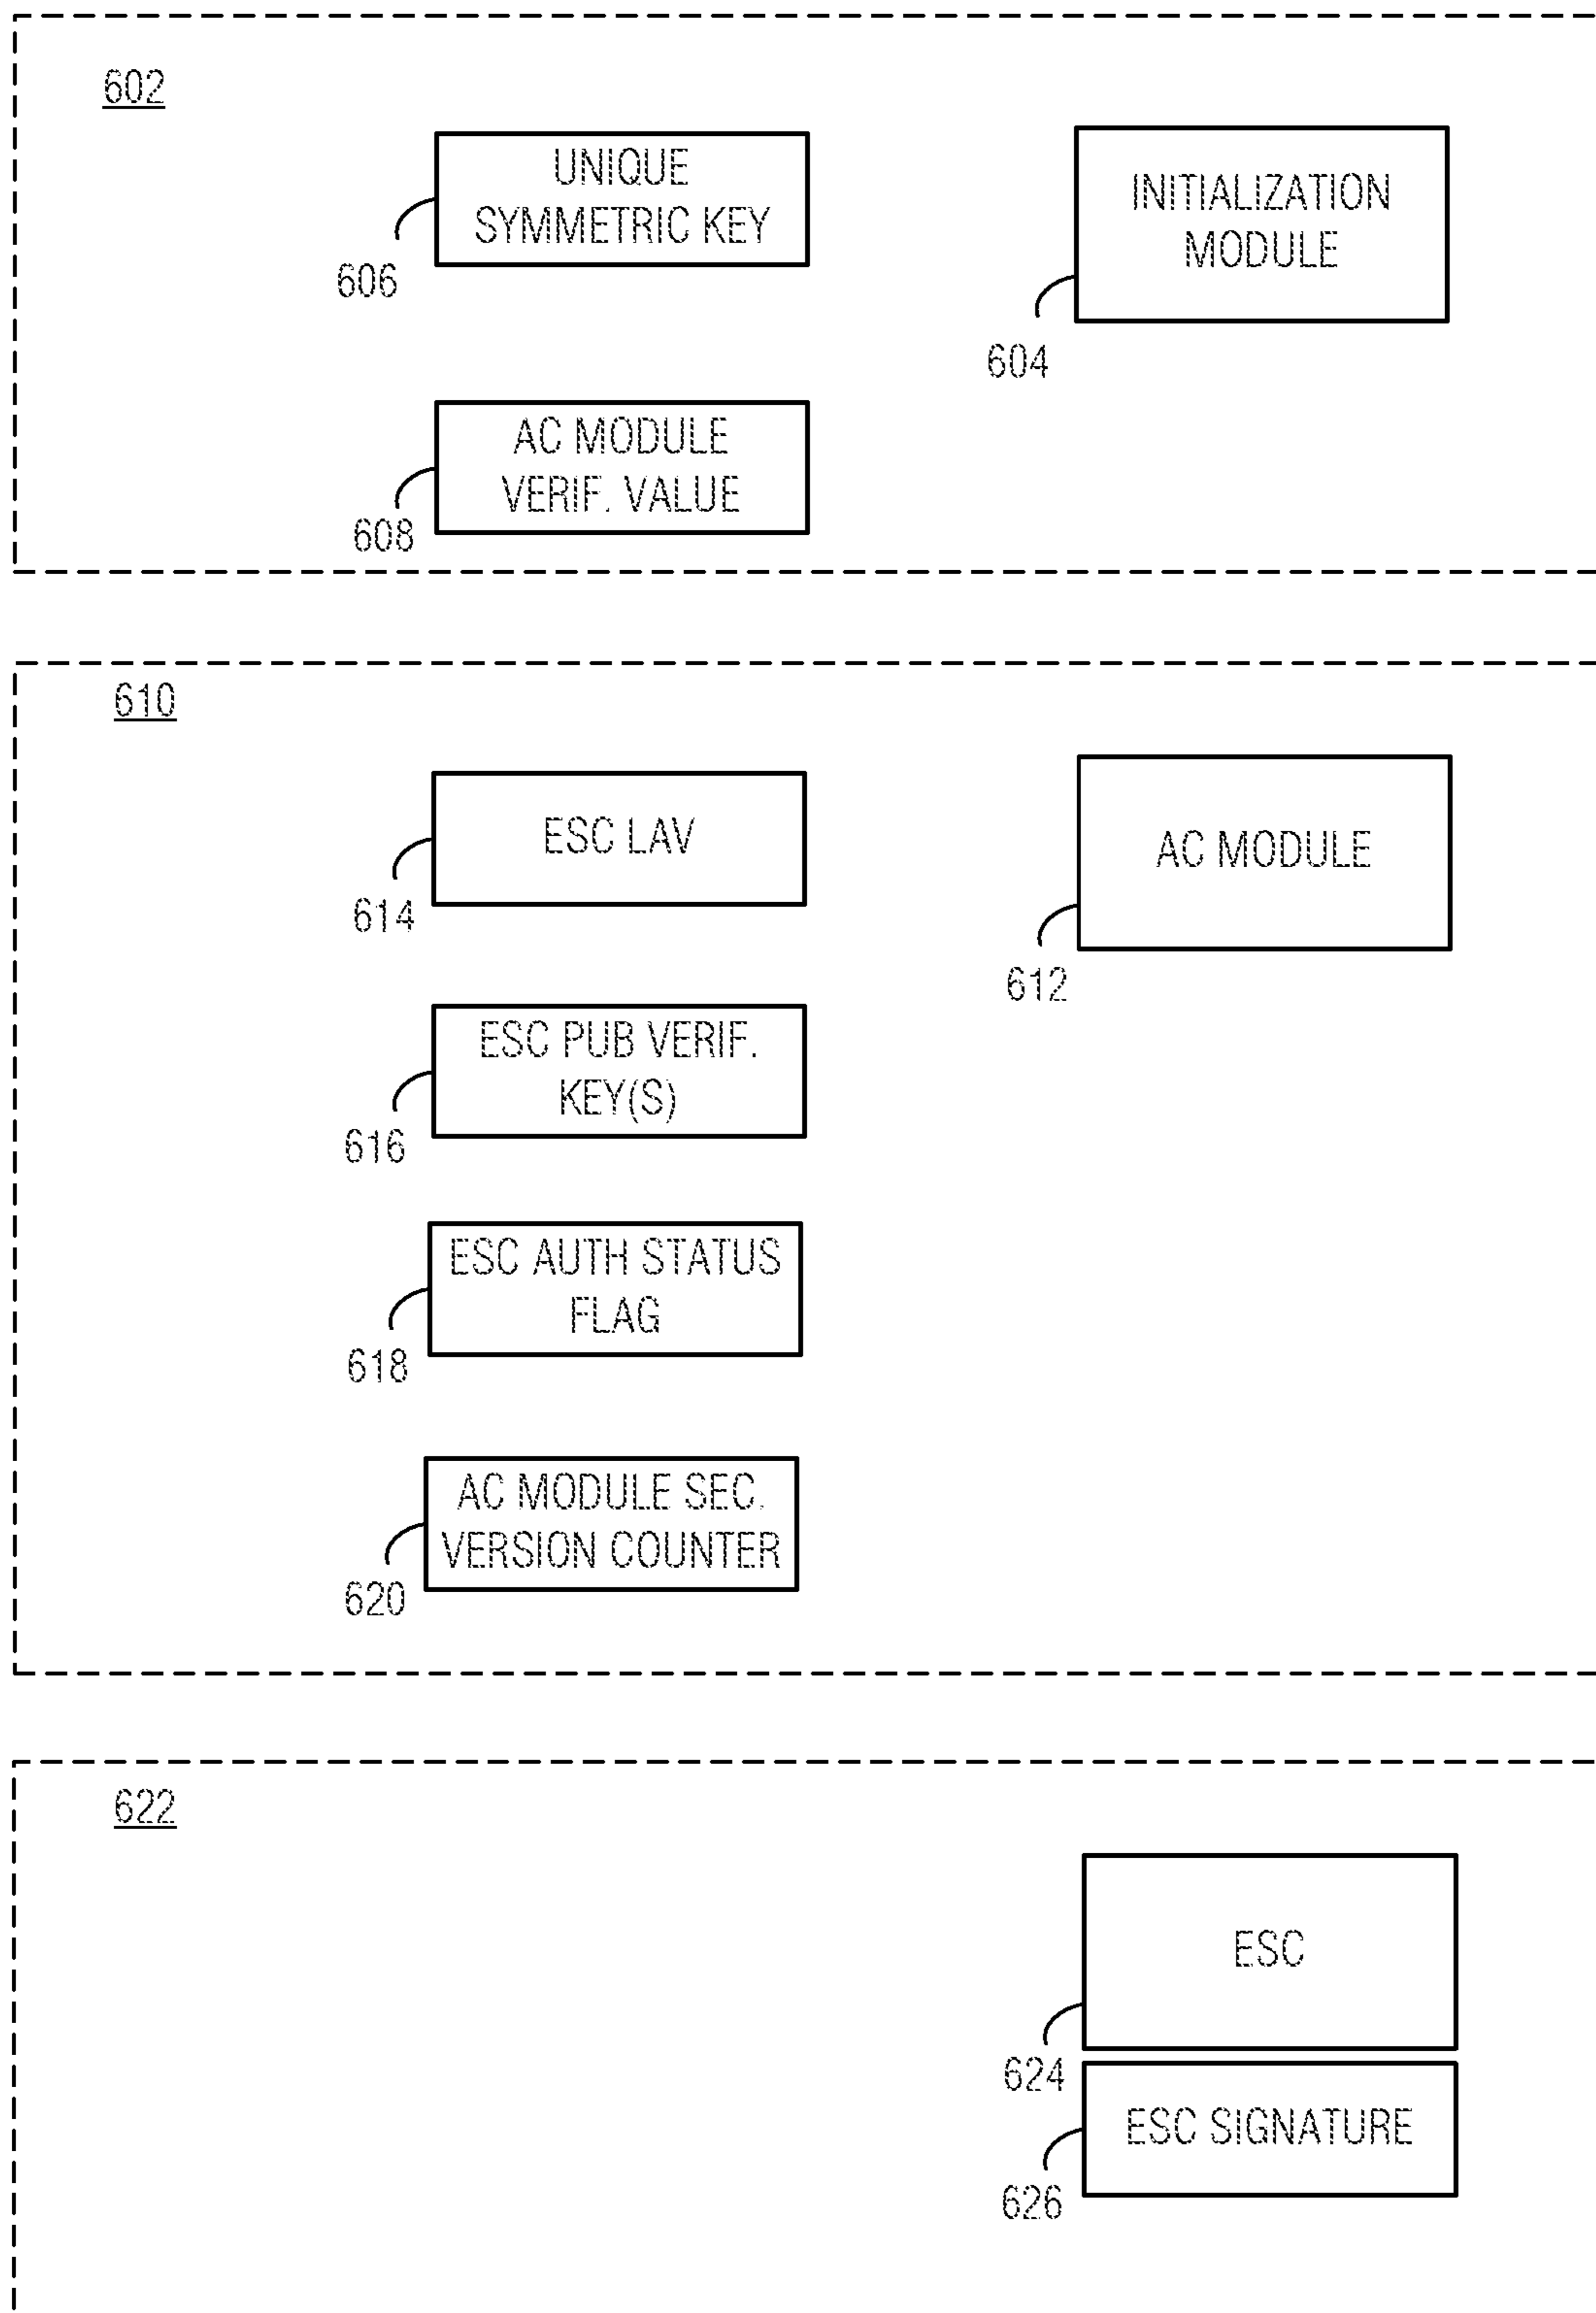 602
UNIQUE
SYMMETRIC KEY
606
INITIALIZATION
MODULE
604
AC MODULE
VERIF. VALUE
608
610
ESC LAV
614
AC MODULE
612
ESC PUB VERIF.
KEY(S)
616
ESC AUTH STATUS
FLAG
618
AC MODULE SEC.
VERSION COUNTER
620
622
ESC
624
ESC SIGNATURE
626